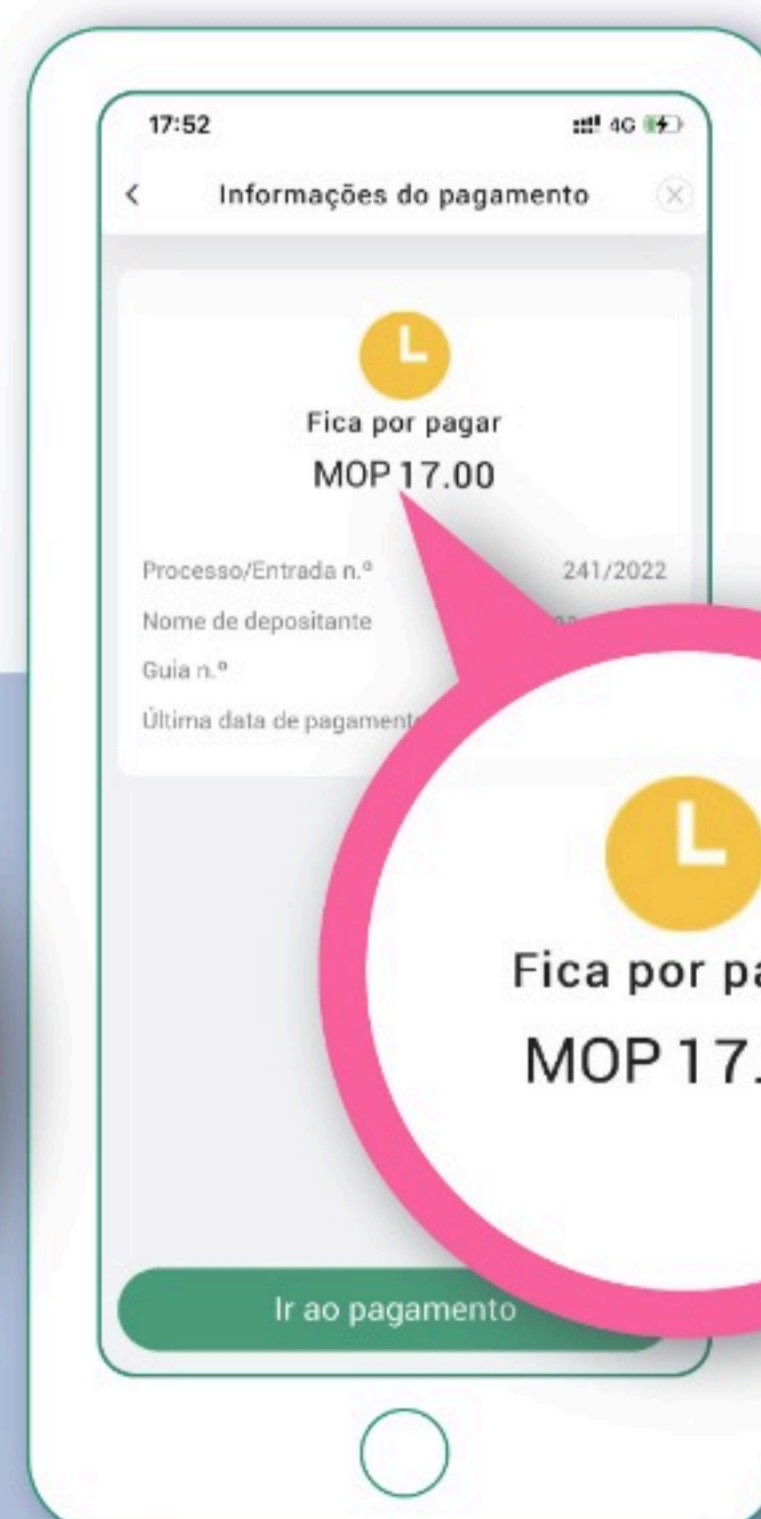 17:52 4G
Informações do pagamento
Fica por pagar
MOP 17.00
Processo/Entrada n.º 241/2022
Nome de depositante
Guia n.º
Última data de pagamento
Fica por pa
MOP 17.
Ir ao pagamento